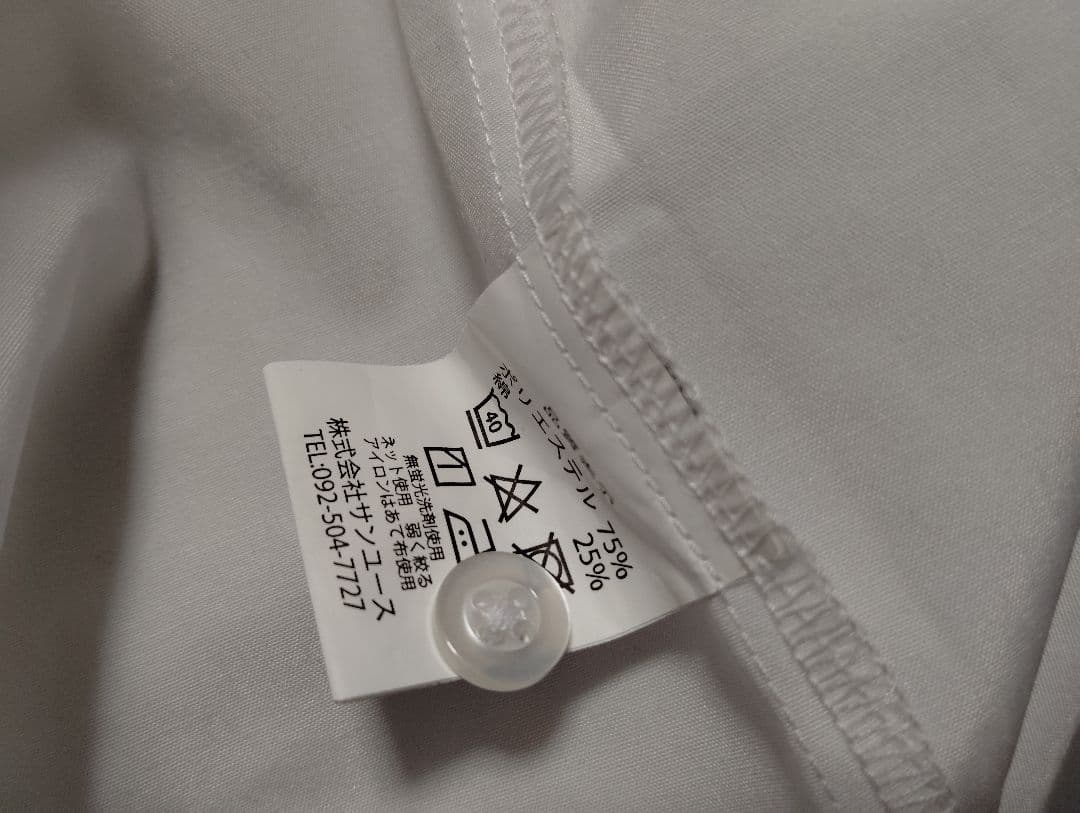 ポリエステル 75%
綿 25%
40
無蛍光洗剤使用
ネット使用 弱く絞る
アイロンはあて布使用
株式会社サンユース
TEL:092-504-7727